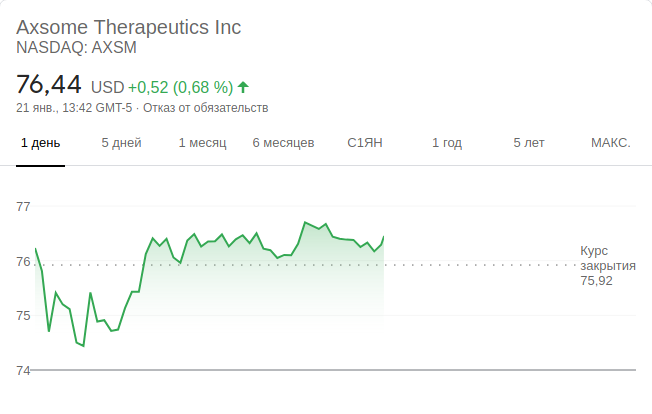 Axsome Therapeutics Inc
NASDAQ: AXSM
76,44 USD +0,52 (0,68 %)
21 янв., 13:42 GMT-5 · Отказ от обязательств
1 день 5 дней 1 месяц 6 месяцев С1ЯН 1 год 5 лет МАКС.
77
76
75
74
Курс
закрытия
75,92